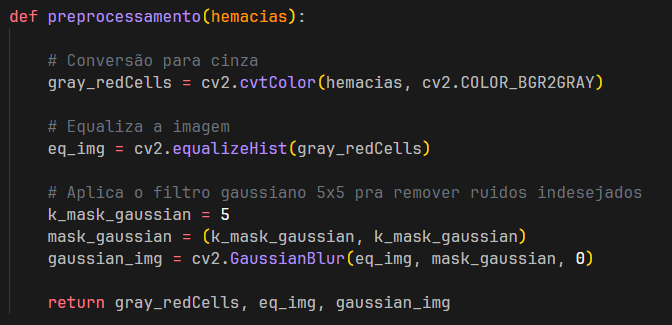 def preprocessamento(hemacias):
# Conversão para cinza
gray_redCells = cv2.cvtColor(hemacias, cv2.COLOR_BGR2GRAY)
# Equaliza a imagem
eq_img = cv2.equalizeHist(gray_redCells)
# Aplica o filtro gaussiano 5x5 pra remover ruidos indesejados
k_mask_gaussian = 5
mask_gaussian = (k_mask_gaussian, k_mask_gaussian)
gaussian_img = cv2.GaussianBlur(eq_img, mask_gaussian, 0)
return gray_redCells, eq_img, gaussian_img